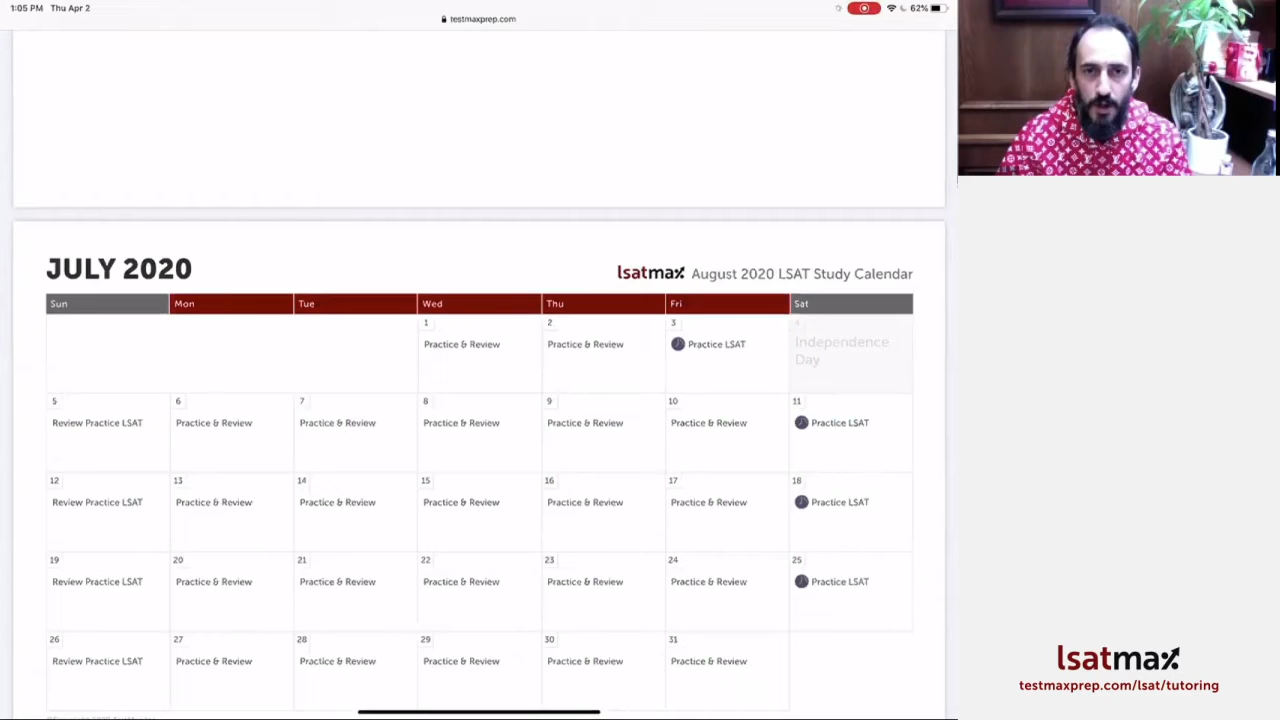 1:05 PM Thu Apr 2
62%
testmaxprep.com
JULY 2020
lsatmax August 2020 LSAT Study Calendar
Sun Mon Tue Wed Thu Fri Sat
1 2 3 4
Practice & Review Practice & Review Practice LSAT Independence
Day
5 6 7 8 9 10 11
Review Practice LSAT Practice & Review Practice & Review Practice & Review Practice & Review Practice & Review Practice LSAT
12 13 14 15 16 17 18
Review Practice LSAT Practice & Review Practice & Review Practice & Review Practice & Review Practice & Review Practice LSAT
19 20 21 22 23 24 25
Review Practice LSAT Practice & Review Practice & Review Practice & Review Practice & Review Practice & Review Practice LSAT
26 27 28 29 30 31
Review Practice LSAT Practice & Review Practice & Review Practice & Review Practice & Review Practice & Review
lsatmax
testmaxprep.com/lsat/tutoring